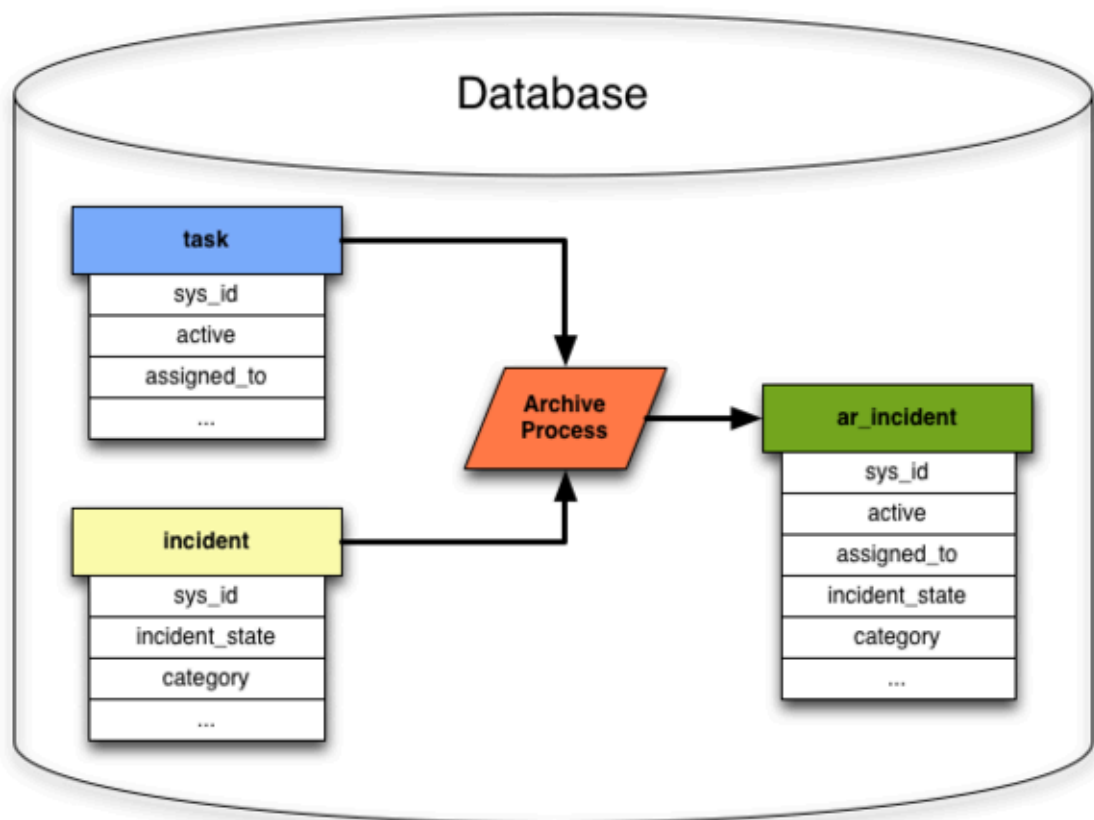 Database
task
sys_id
active
assigned_to
...
incident
sys_id
incident_state
category
...
Archive
Process
ar_incident
sys_id
active
assigned_to
incident_state
category
...